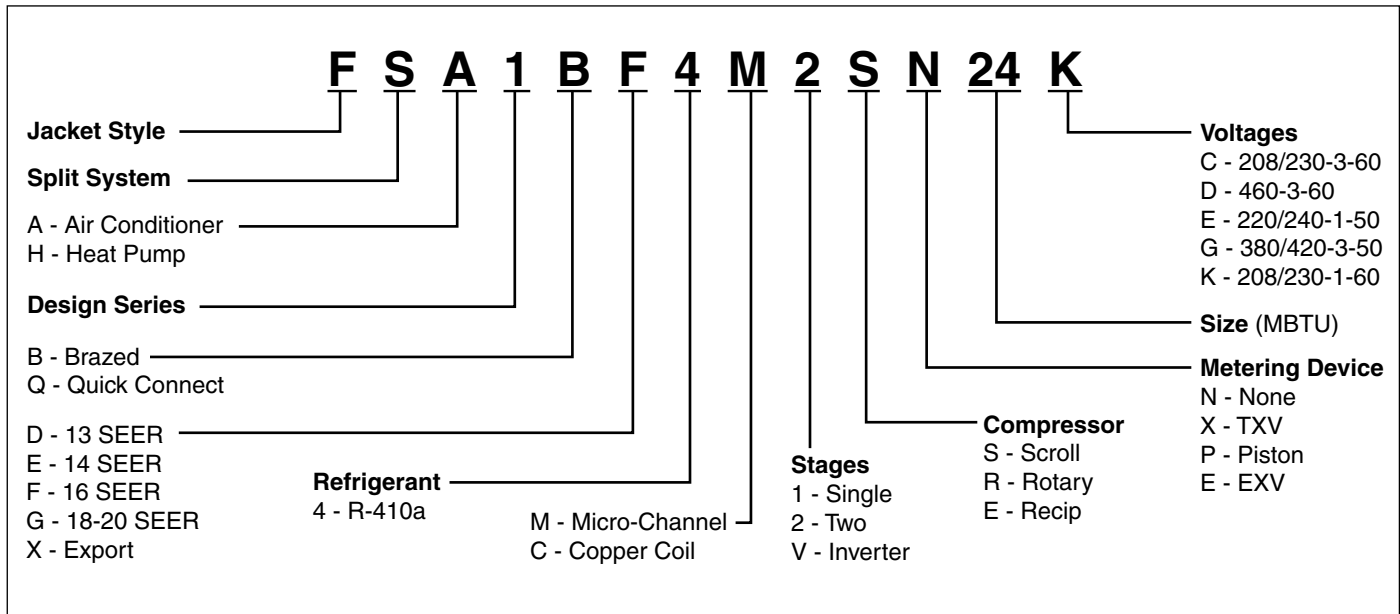 F S A 1 B F 4 M 2 S N 24 K
Jacket Style
Split System
A - Air Conditioner
H - Heat Pump
Design Series
B - Brazed
Q - Quick Connect
D - 13 SEER
E - 14 SEER
F - 16 SEER
G - 18-20 SEER
X - Export
Refrigerant
4 - R-410a
M - Micro-Channel
C - Copper Coil
Stages
1 - Single
2 - Two
V - Inverter
Compressor
S - Scroll
R - Rotary
E - Recip
Voltages
C - 208/230-3-60
D - 460-3-60
E - 220/240-1-50
G - 380/420-3-50
K - 208/230-1-60
Size (MBTU)
Metering Device
N - None
X - TXV
P - Piston
E - EXV